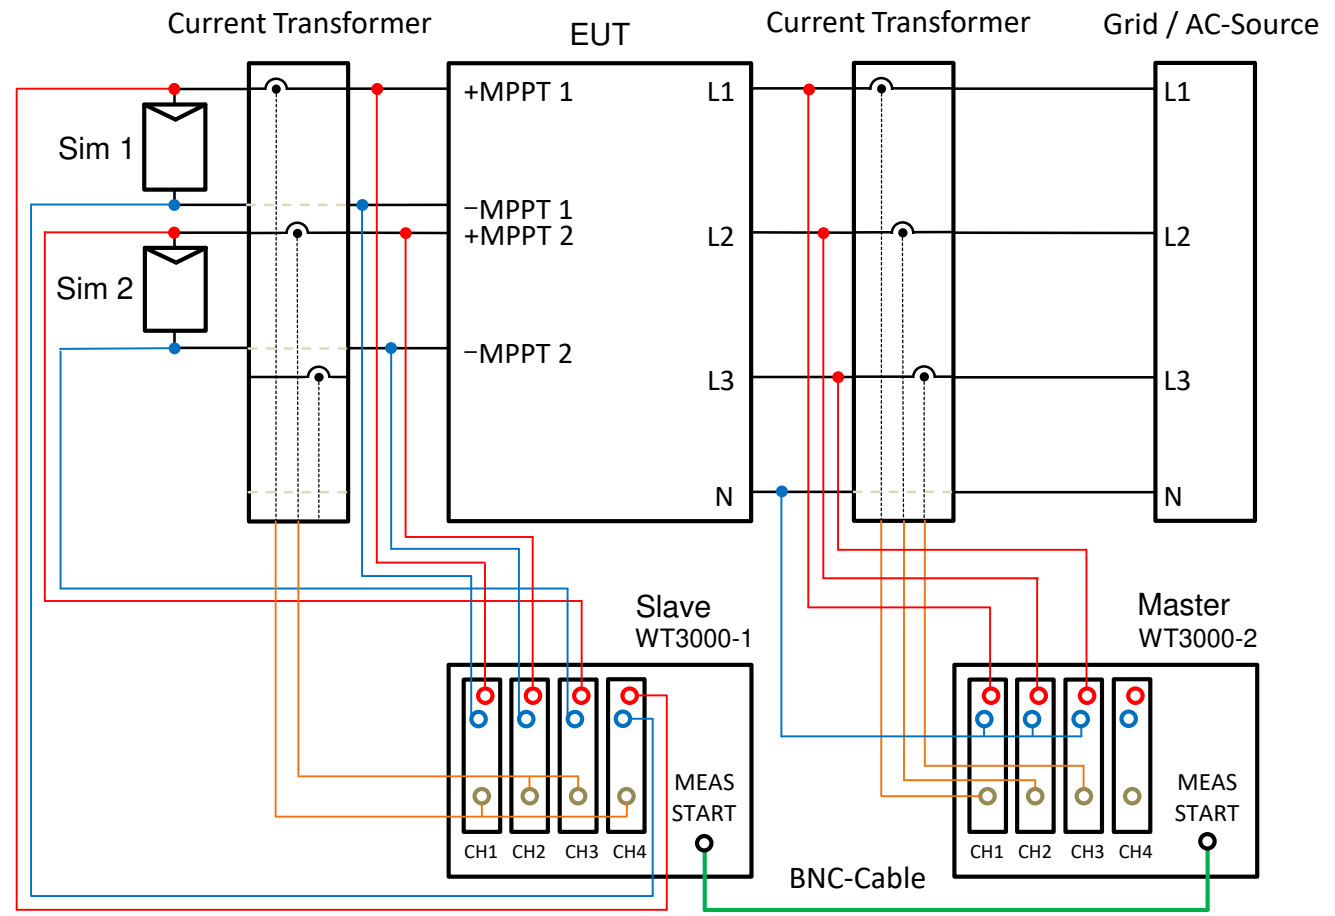 Current Transformer
EUT
Current Transformer
Grid / AC-Source
+MPPT 1
L1
L1
Sim 1
−MPPT 1
+MPPT 2
L2
L2
Sim 2
−MPPT 2
L3
L3
N
N
Slave
WT3000-1
Master
WT3000-2
MEAS
START
MEAS
START
CH1
CH2
CH3
CH4
CH1
CH2
CH3
CH4
BNC-Cable